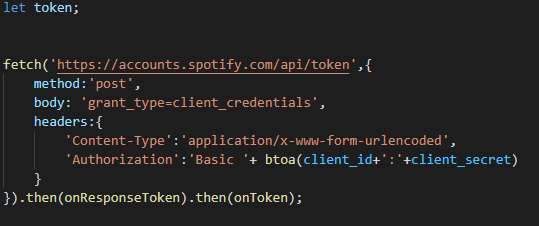 let token;
fetch('https://accounts.spotify.com/api/token',{
method:'post',
body: 'grant_type=client_credentials',
headers:{
'Content-Type':'application/x-www-form-urlencoded',
'Authorization':'Basic '+ btoa(client_id+':'+client_secret)
}
}).then(onResponseToken).then(onToken);